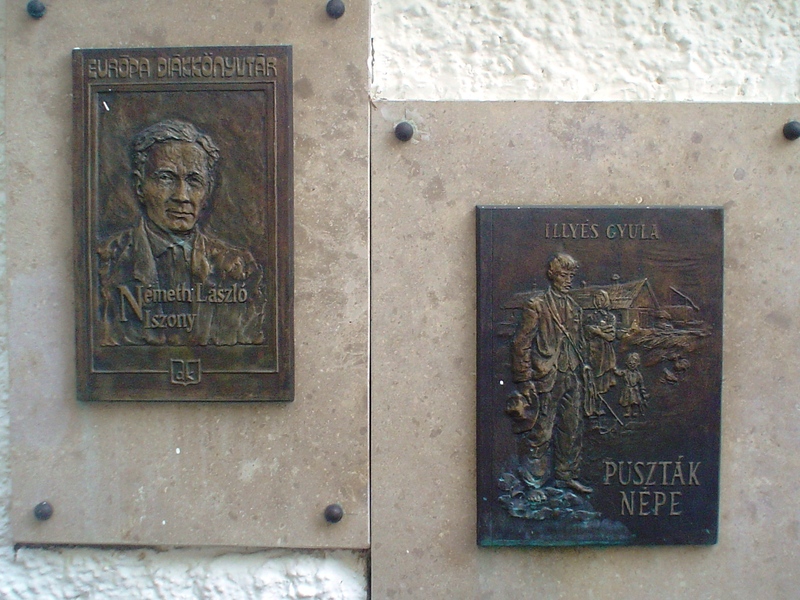 EURÓPA DIÁKKÖNYVTÁR
Németh László
Iszony
ILLYÉS GYULA
PUSZTÁK
NÉPE